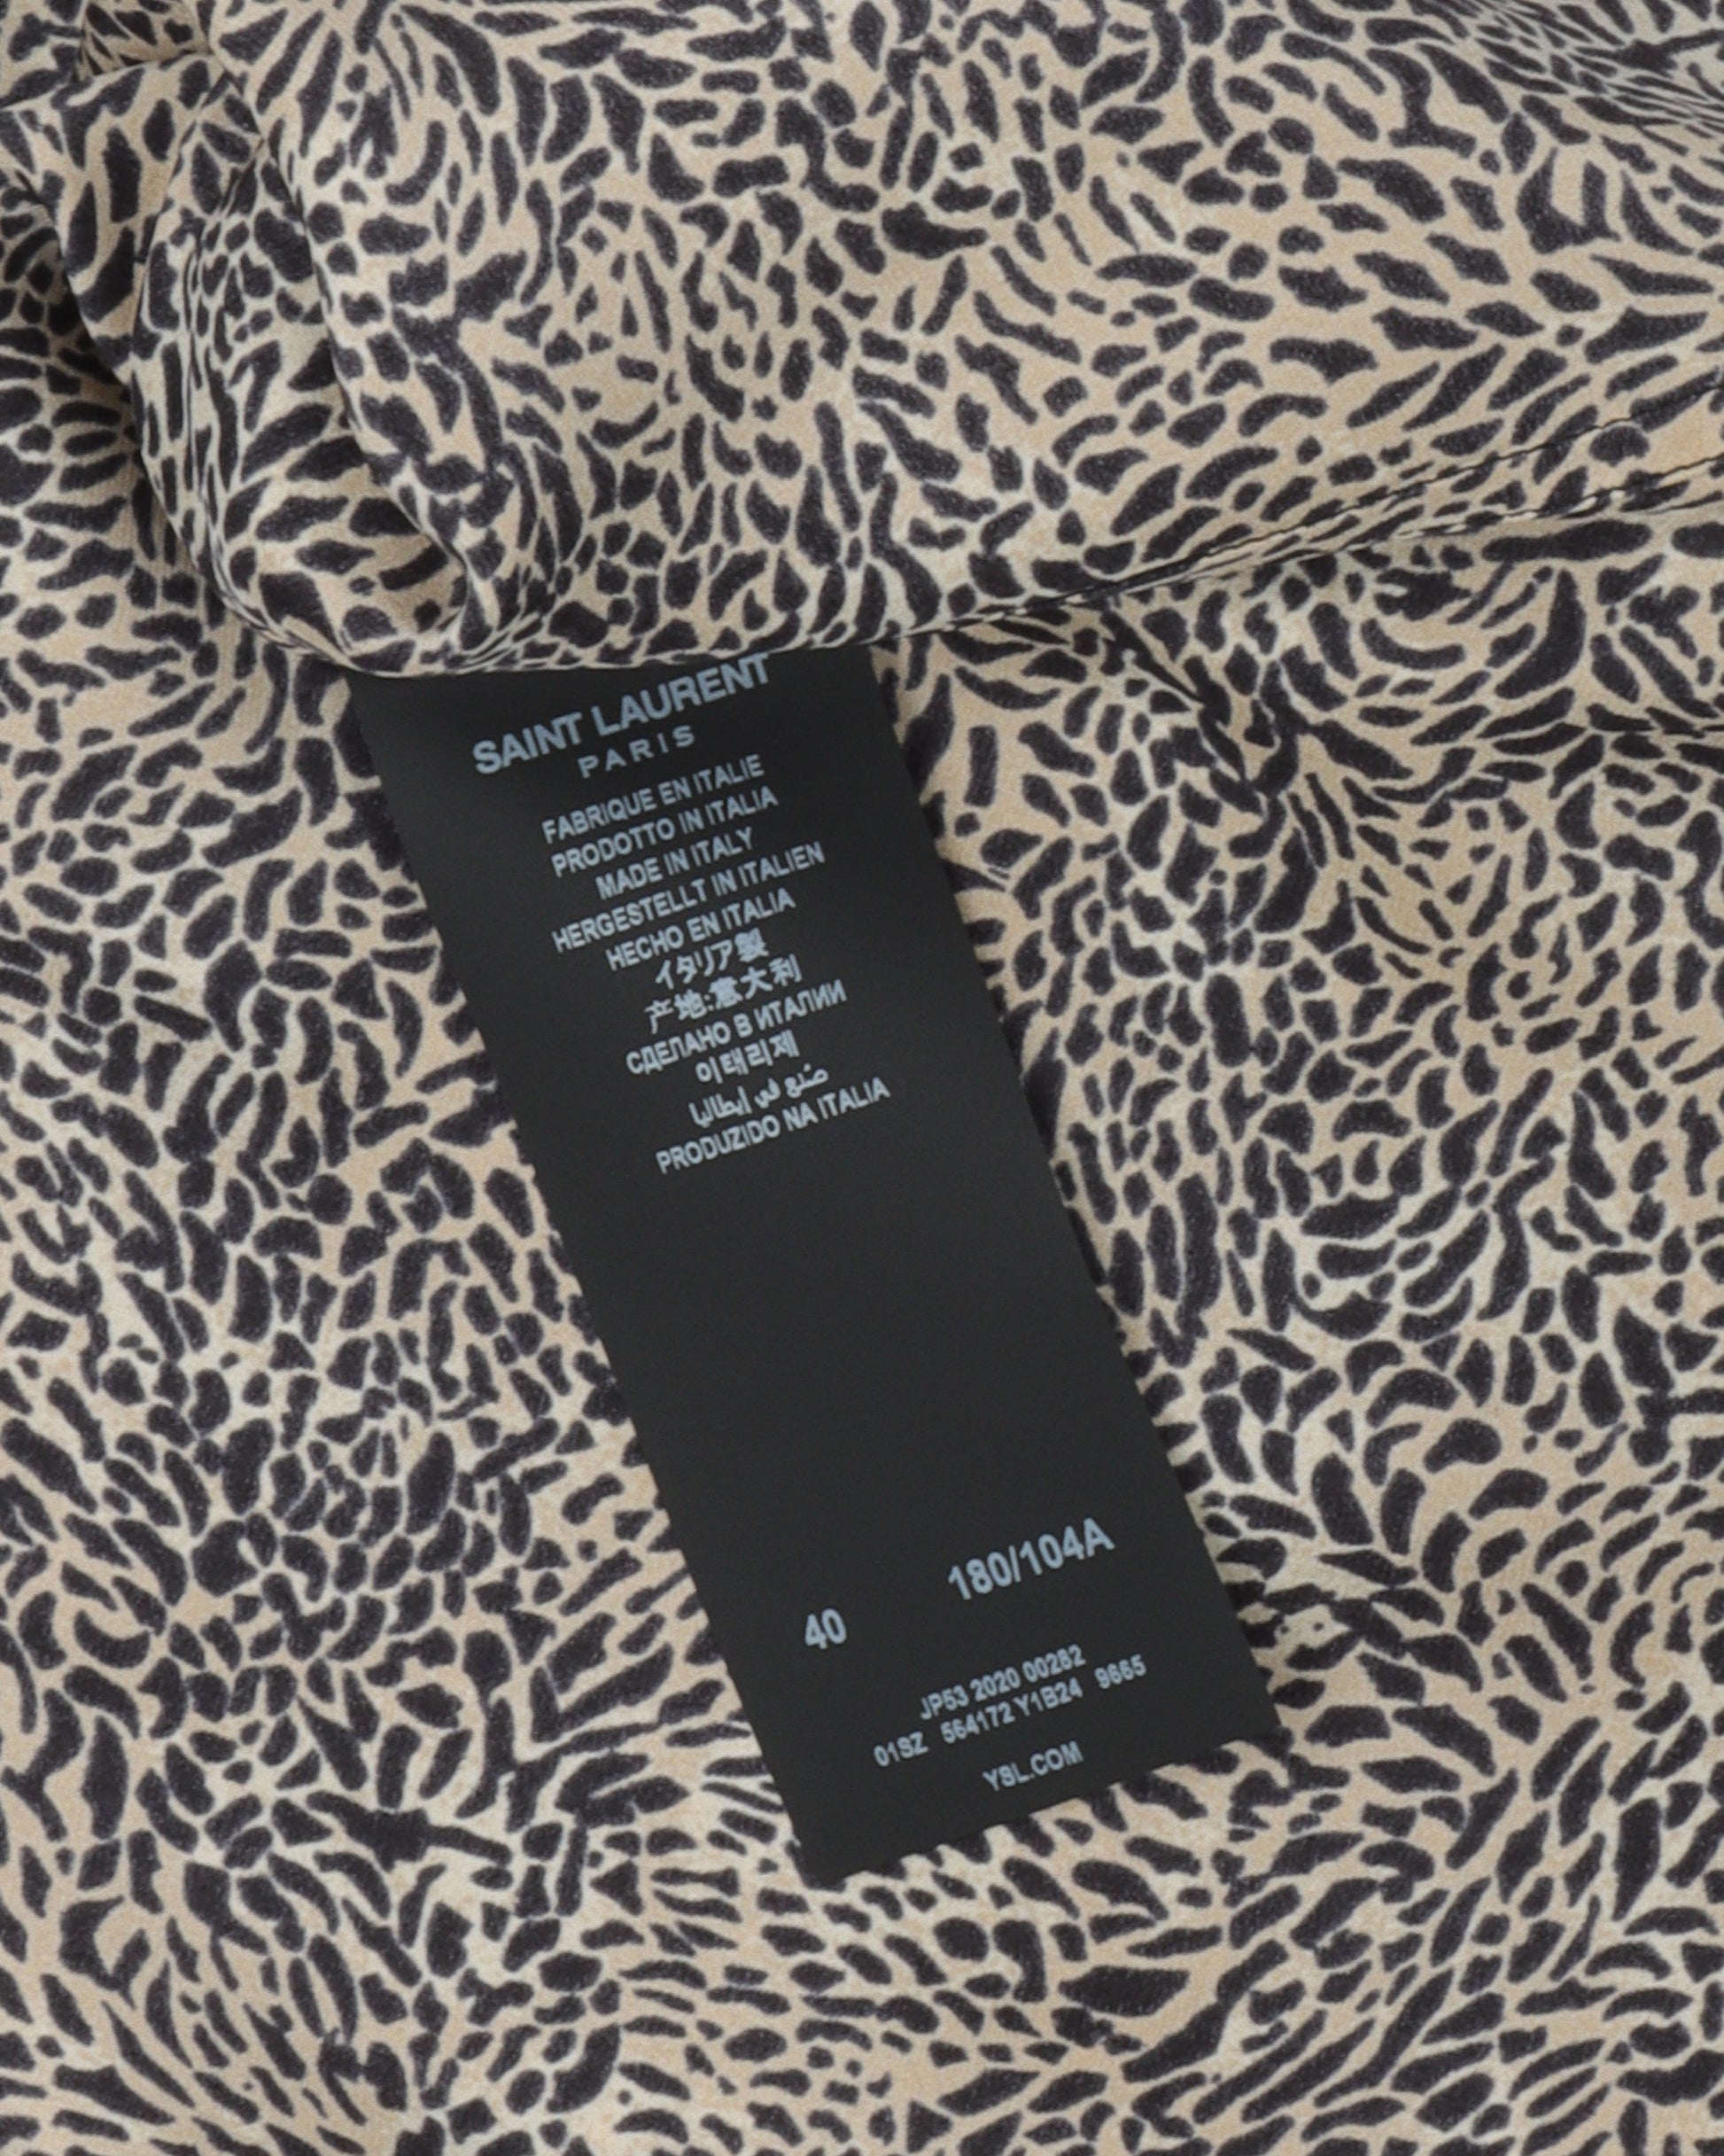 SAINT LAURENT
PARIS
FABRIQUE EN ITALIE
PRODOTTO IN ITALIA
MADE IN ITALY
HERGESTELLT IN ITALIEN
HECHO EN ITALIA
イタリア製
产地:意大利
СДЕЛАНО В ИТАЛИИ
이태리제
صُنع في إيطاليا
PRODUZIDO NA ITALIA
40 180/104A
JP53 2020 00282
01SZ 564172 Y1B24 9665
YSL.COM